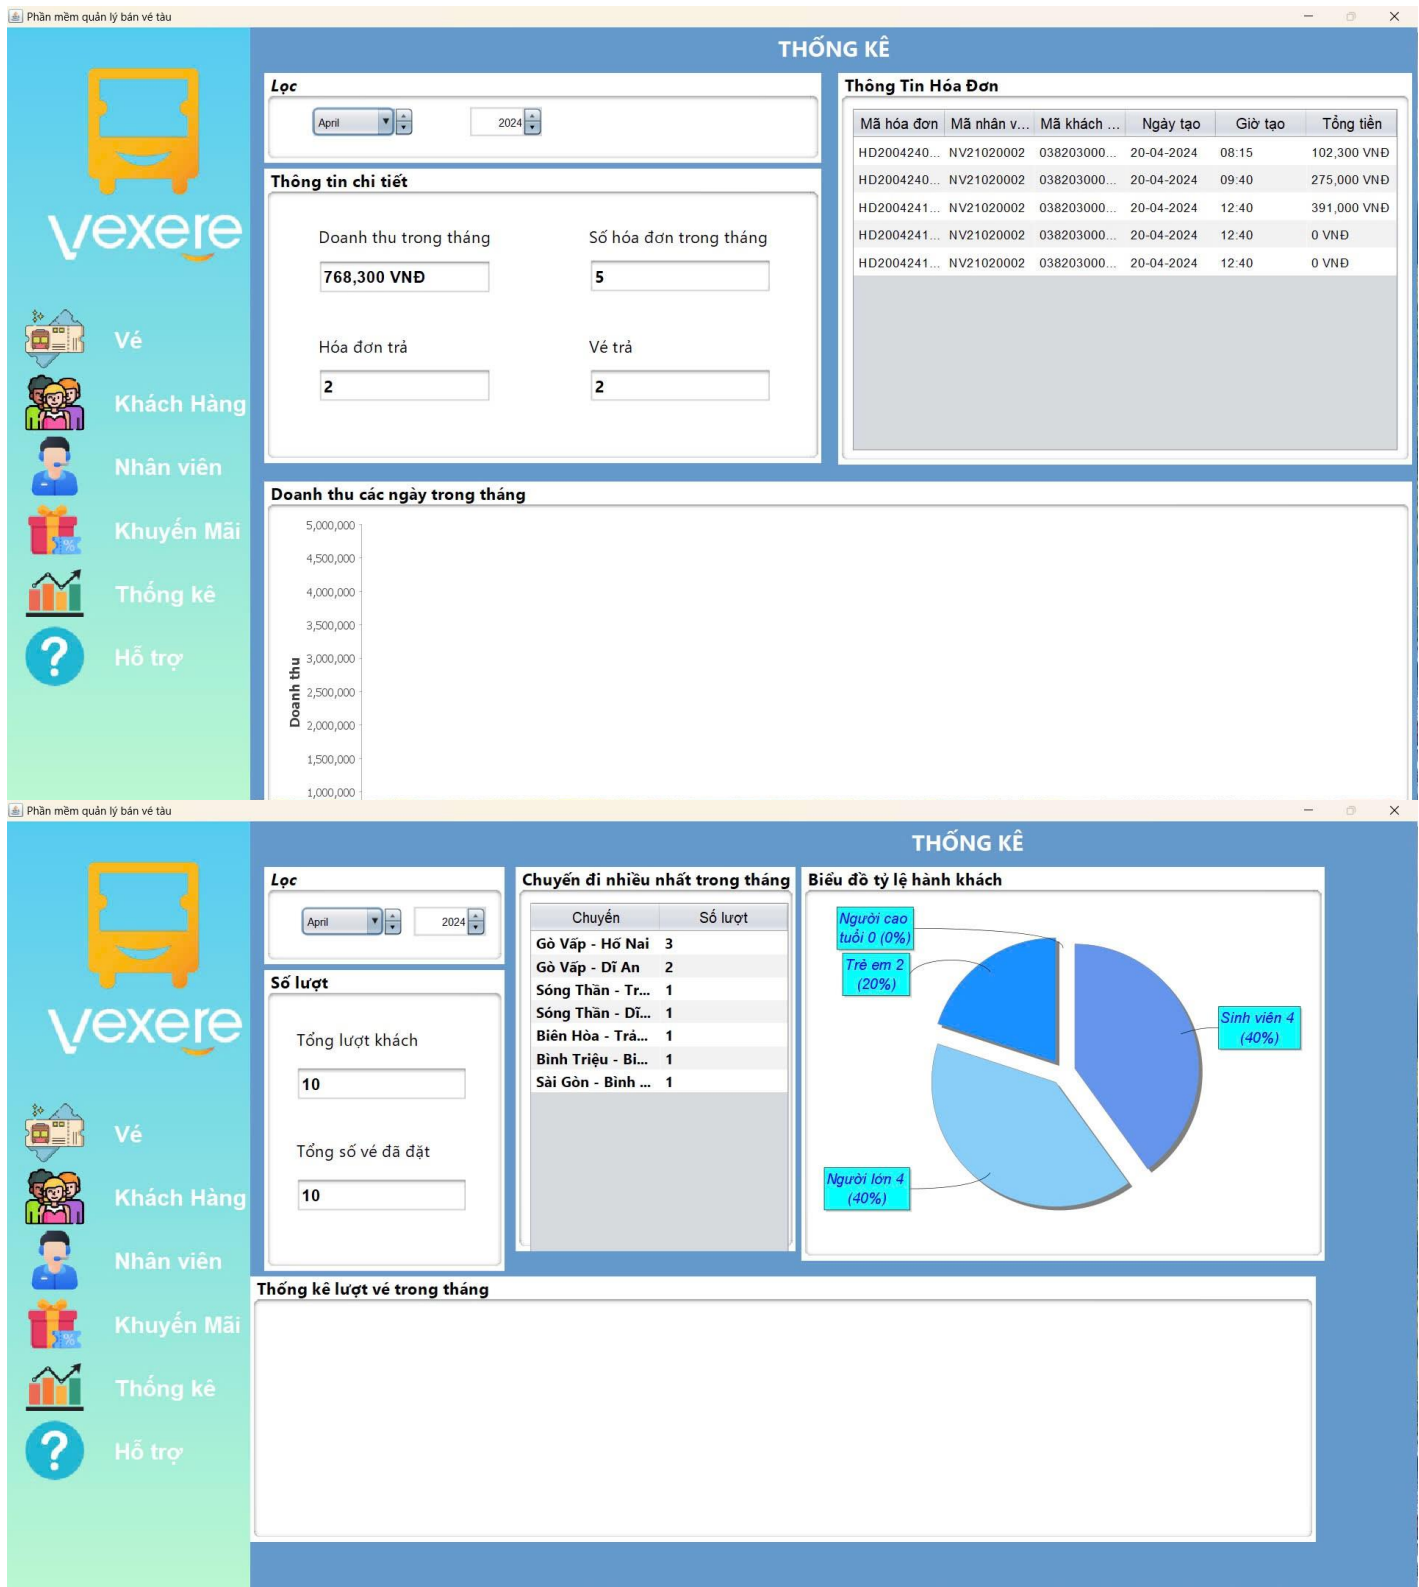 Phần mềm quản lý bán vé tàu
THỐNG KÊ
vexere
Vé
Khách Hàng
Nhân viên
Khuyến Mãi
Thống kê
Hỗ trợ
Lọc
April 2024
Thông tin chi tiết
Doanh thu trong tháng Số hóa đơn trong tháng
768,300 VNĐ 5
Hóa đơn trả Vé trả
2 2
Thông Tin Hóa Đơn
Mã hóa đơn Mã nhân v... Mã khách ... Ngày tạo Giờ tạo Tổng tiền
HD2004240... NV21020002 038203000... 20-04-2024 08:15 102,300 VNĐ
HD2004240... NV21020002 038203000... 20-04-2024 09:40 275,000 VNĐ
HD2004241... NV21020002 038203000... 20-04-2024 12:40 391,000 VNĐ
HD2004241... NV21020002 038203000... 20-04-2024 12:40 0 VNĐ
HD2004241... NV21020002 038203000... 20-04-2024 12:40 0 VNĐ
Doanh thu các ngày trong tháng
5,000,000
4,500,000
4,000,000
3,500,000
3,000,000
2,500,000
2,000,000
1,500,000
1,000,000
Doanh thu
Phần mềm quản lý bán vé tàu
THỐNG KÊ
vexere
Vé
Khách Hàng
Nhân viên
Khuyến Mãi
Thống kê
Hỗ trợ
Lọc
April 2024
Số lượt
Tổng lượt khách
10
Tổng số vé đã đặt
10
Chuyến đi nhiều nhất trong tháng
Chuyến Số lượt
Gò Vấp - Hố Nai 3
Gò Vấp - Dĩ An 2
Sóng Thần - Tr... 1
Sóng Thần - Dĩ... 1
Biên Hòa - Trả... 1
Bình Triệu - Bi... 1
Sài Gòn - Bình ... 1
Biểu đồ tỷ lệ hành khách
Người cao
tuổi 0 (0%)
Trẻ em 2
(20%)
Sinh viên 4
(40%)
Người lớn 4
(40%)
Thống kê lượt vé trong tháng